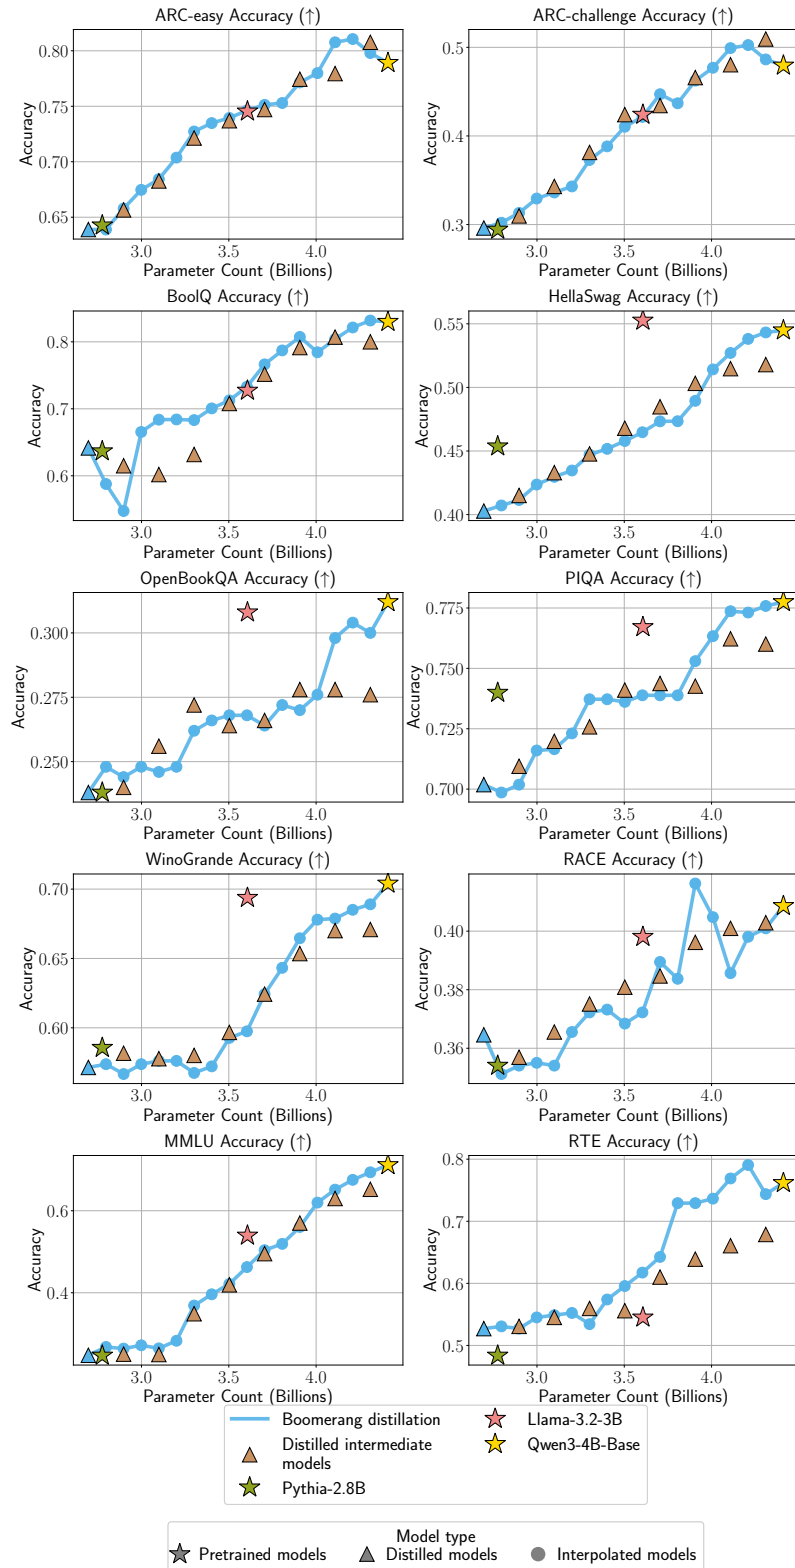 ARC-easy Accuracy (↑)
0.80
0.75
0.70
0.65
Accuracy
3.0 3.5 4.0
Parameter Count (Billions)
ARC-challenge Accuracy (↑)
0.5
0.4
0.3
Accuracy
3.0 3.5 4.0
Parameter Count (Billions)
BoolQ Accuracy (↑)
0.8
0.7
0.6
Accuracy
3.0 3.5 4.0
Parameter Count (Billions)
HellaSwag Accuracy (↑)
0.55
0.50
0.45
0.40
Accuracy
3.0 3.5 4.0
Parameter Count (Billions)
OpenBookQA Accuracy (↑)
0.300
0.275
0.250
Accuracy
3.0 3.5 4.0
Parameter Count (Billions)
PIQA Accuracy (↑)
0.775
0.750
0.725
0.700
Accuracy
3.0 3.5 4.0
Parameter Count (Billions)
WinoGrande Accuracy (↑)
0.70
0.65
0.60
Accuracy
3.0 3.5 4.0
Parameter Count (Billions)
RACE Accuracy (↑)
0.40
0.38
0.36
Accuracy
3.0 3.5 4.0
Parameter Count (Billions)
MMLU Accuracy (↑)
0.6
0.4
Accuracy
3.0 3.5 4.0
Parameter Count (Billions)
RTE Accuracy (↑)
0.8
0.7
0.6
0.5
Accuracy
3.0 3.5 4.0
Parameter Count (Billions)
Boomerang distillation
Distilled intermediate
models
Pythia-2.8B
Llama-3.2-3B
Qwen3-4B-Base
Model type
Pretrained models Distilled models Interpolated models